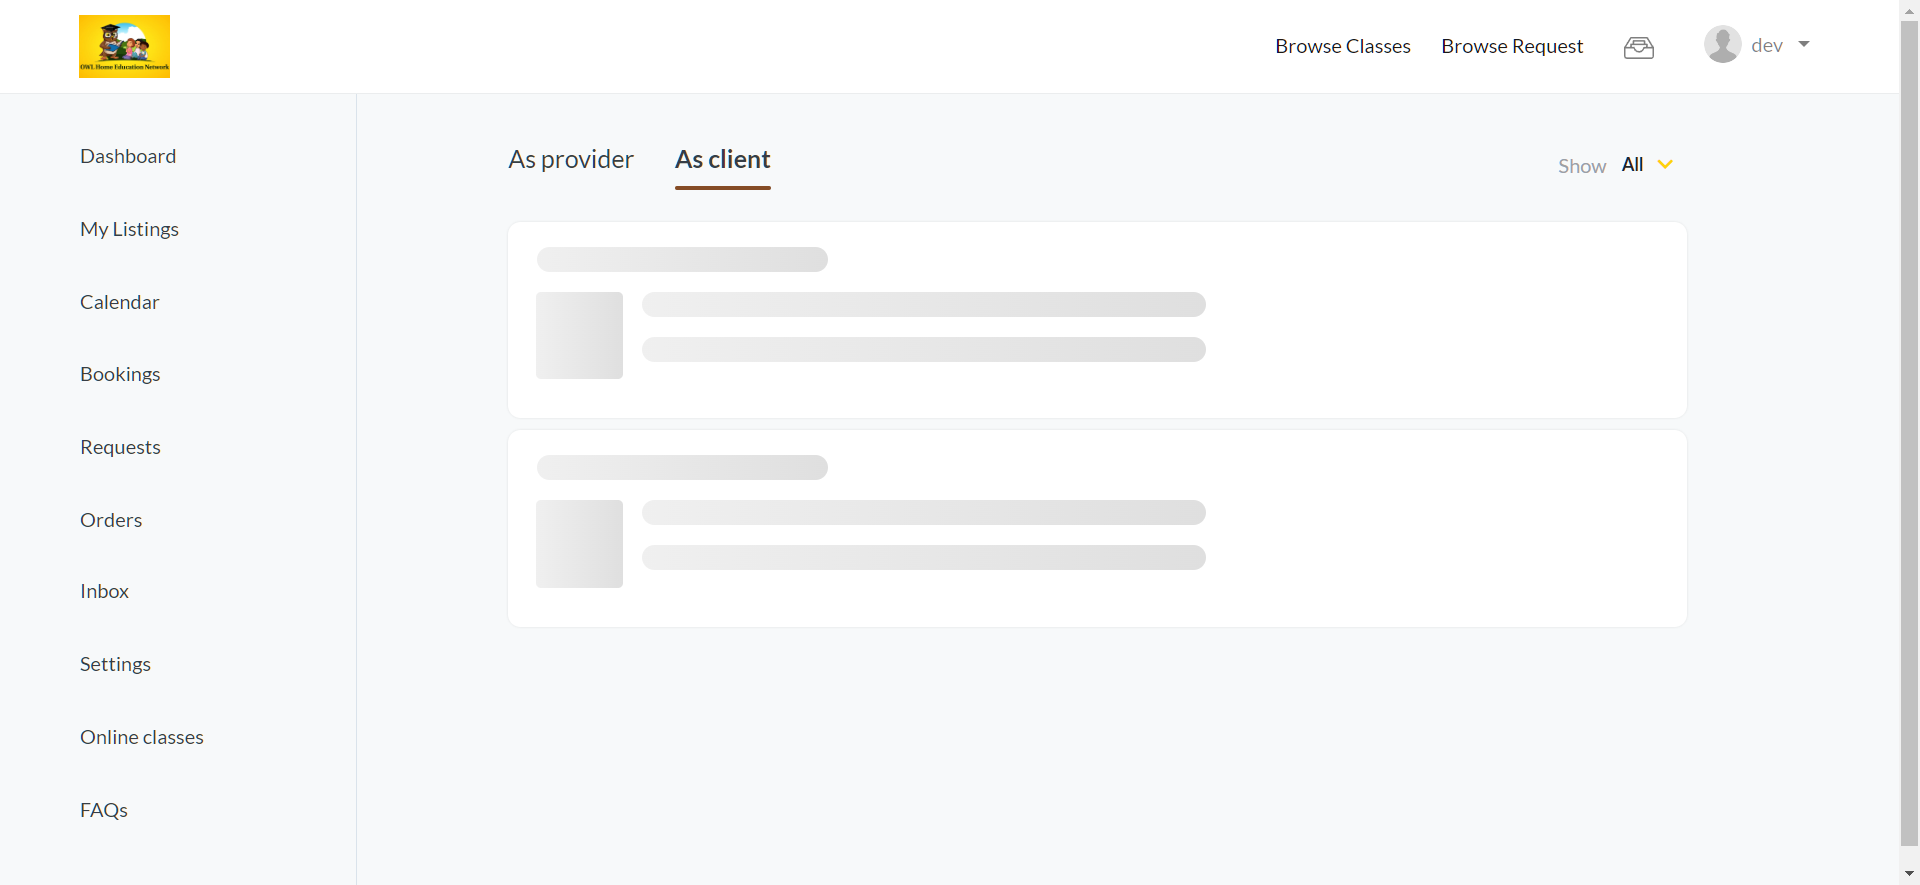 OWL Home Education Network
Browse Classes
Browse Request
dev
Dashboard
My Listings
Calendar
Bookings
Requests
Orders
Inbox
Settings
Online classes
FAQs
As provider
As client
Show All